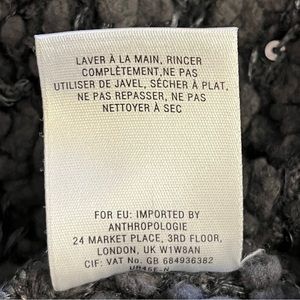 LAVER À LA MAIN, RINCER
COMPLÈTEMENT,NE PAS
UTILISER DE JAVEL, SÉCHER À PLAT,
NE PAS REPASSER, NE PAS
NETTOYER À SEC
FOR EU: IMPORTED BY
ANTHROPOLOGIE
24 MARKET PLACE, 3RD FLOOR,
LONDON, UK W1W8AN
CIF: VAT No. GB 684936382